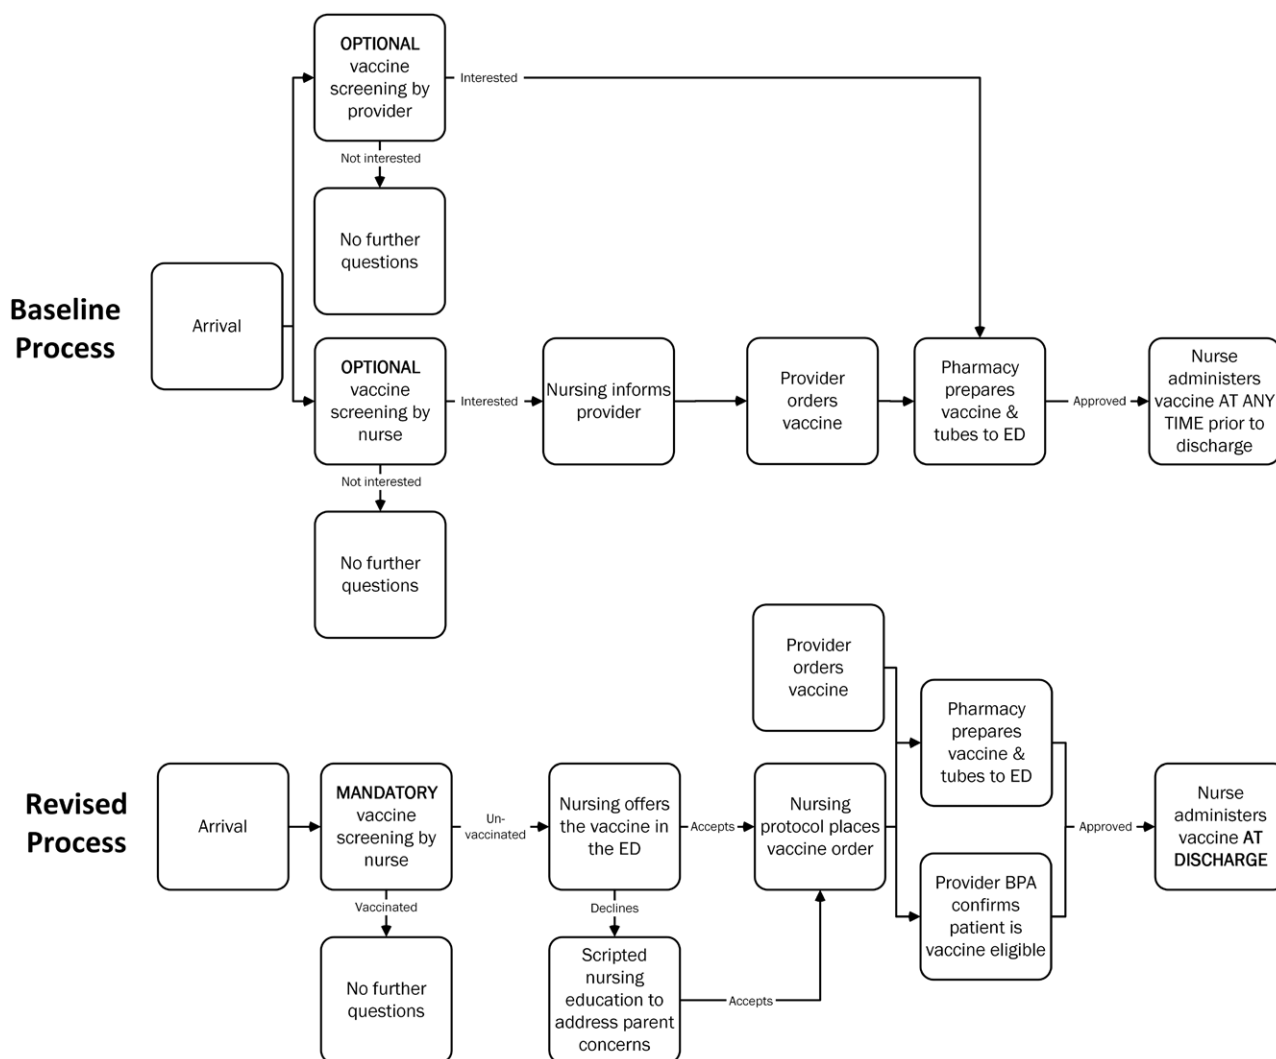 OPTIONAL
vaccine
screening by
provider
Interested
Not interested
No further
questions
Baseline
Process
Arrival
OPTIONAL
vaccine
screening by
nurse
Interested
Nursing informs
provider
Provider
orders
vaccine
Pharmacy
prepares
vaccine &
tubes to ED
Approved
Nurse
administers
vaccine AT ANY
TIME prior to
discharge
Not interested
No further
questions
Revised
Process
Arrival
MANDATORY
vaccine
screening by
nurse
Un-
vaccinated
Nursing offers
the vaccine in
the ED
Accepts
Nursing
protocol places
vaccine order
Provider
orders
vaccine
Pharmacy
prepares
vaccine &
tubes to ED
Provider BPA
confirms
patient is
vaccine eligible
Approved
Nurse
administers
vaccine AT
DISCHARGE
Vaccinated
No further
questions
Declines
Scripted
nursing
education to
address parent
concerns
Accepts